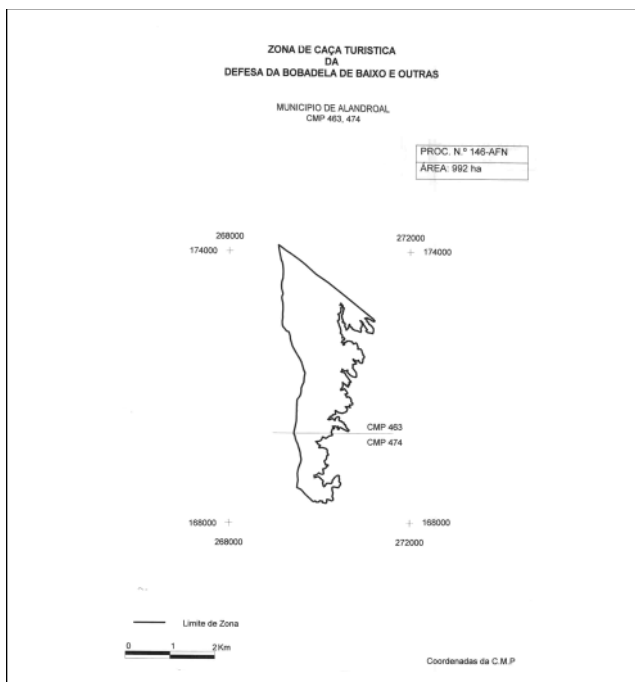 ZONA DE CAÇA TURISTICA
DA
DEFESA DA BOBADELA DE BAIXO E OUTRAS
MUNICIPIO DE ALANDROAL
CMP 463, 474
PROC. N.º 146-AFN
ÁREA: 992 ha
268000
272000
174000
174000
CMP 463
CMP 474
168000
168000
268000
272000
Limite de Zona
0 1 2 Km
Coordenadas da C.M.P